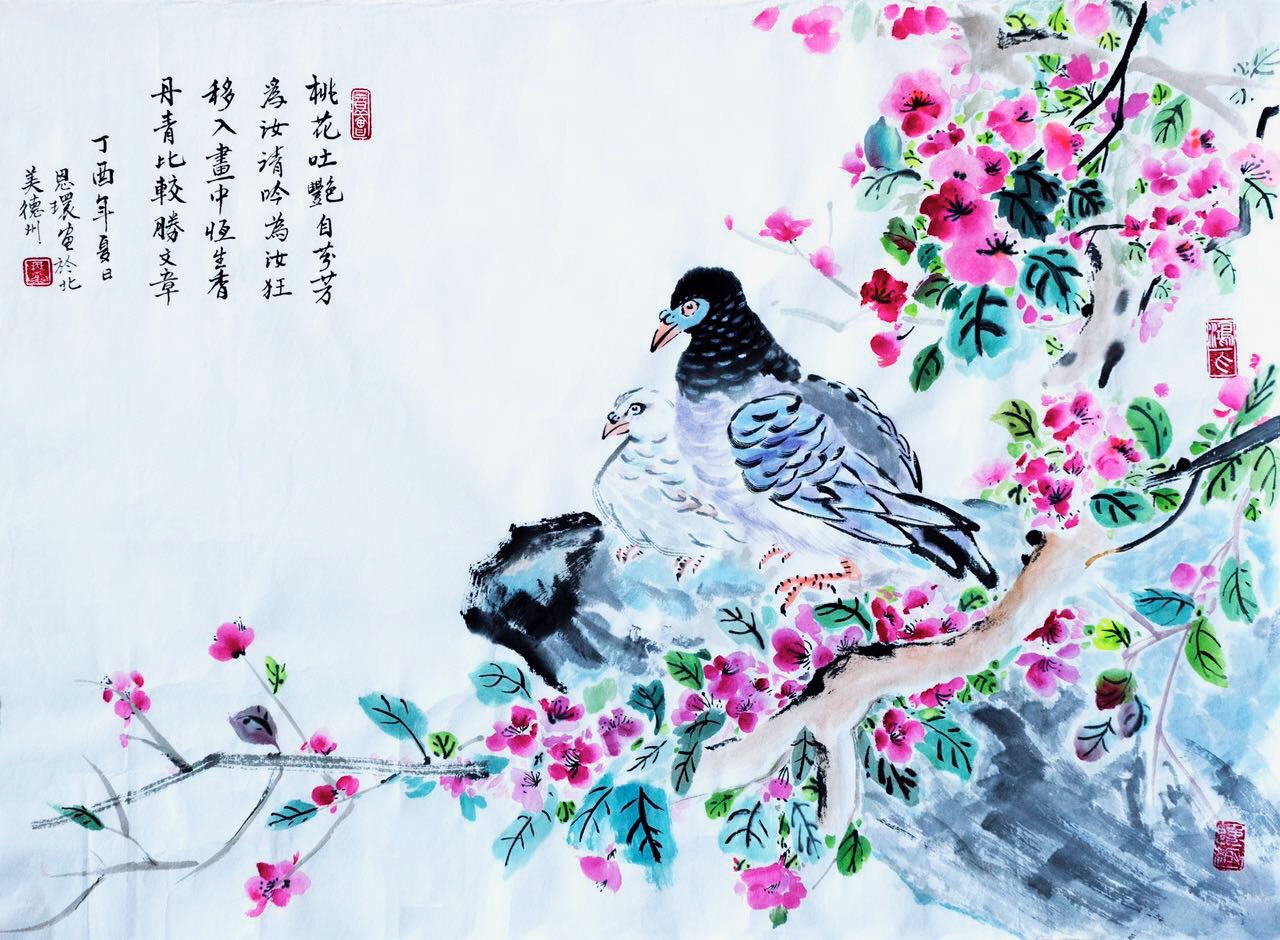 桃花吐艷自芬芳
為汝清吟為汝狂
移入畫中恆生香
丹青比較勝文章
丁酉年夏日
恩環画於北
美德州